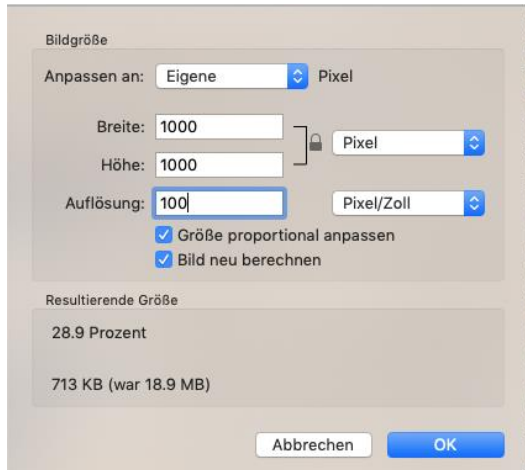 Bildgröße
Anpassen an: Eigene Pixel
Breite: 1000
Höhe: 1000
Pixel
Auflösung: 100 Pixel/Zoll
Größe proportional anpassen
Bild neu berechnen
Resultierende Größe
28.9 Prozent
713 KB (war 18.9 MB)
Abbrechen OK